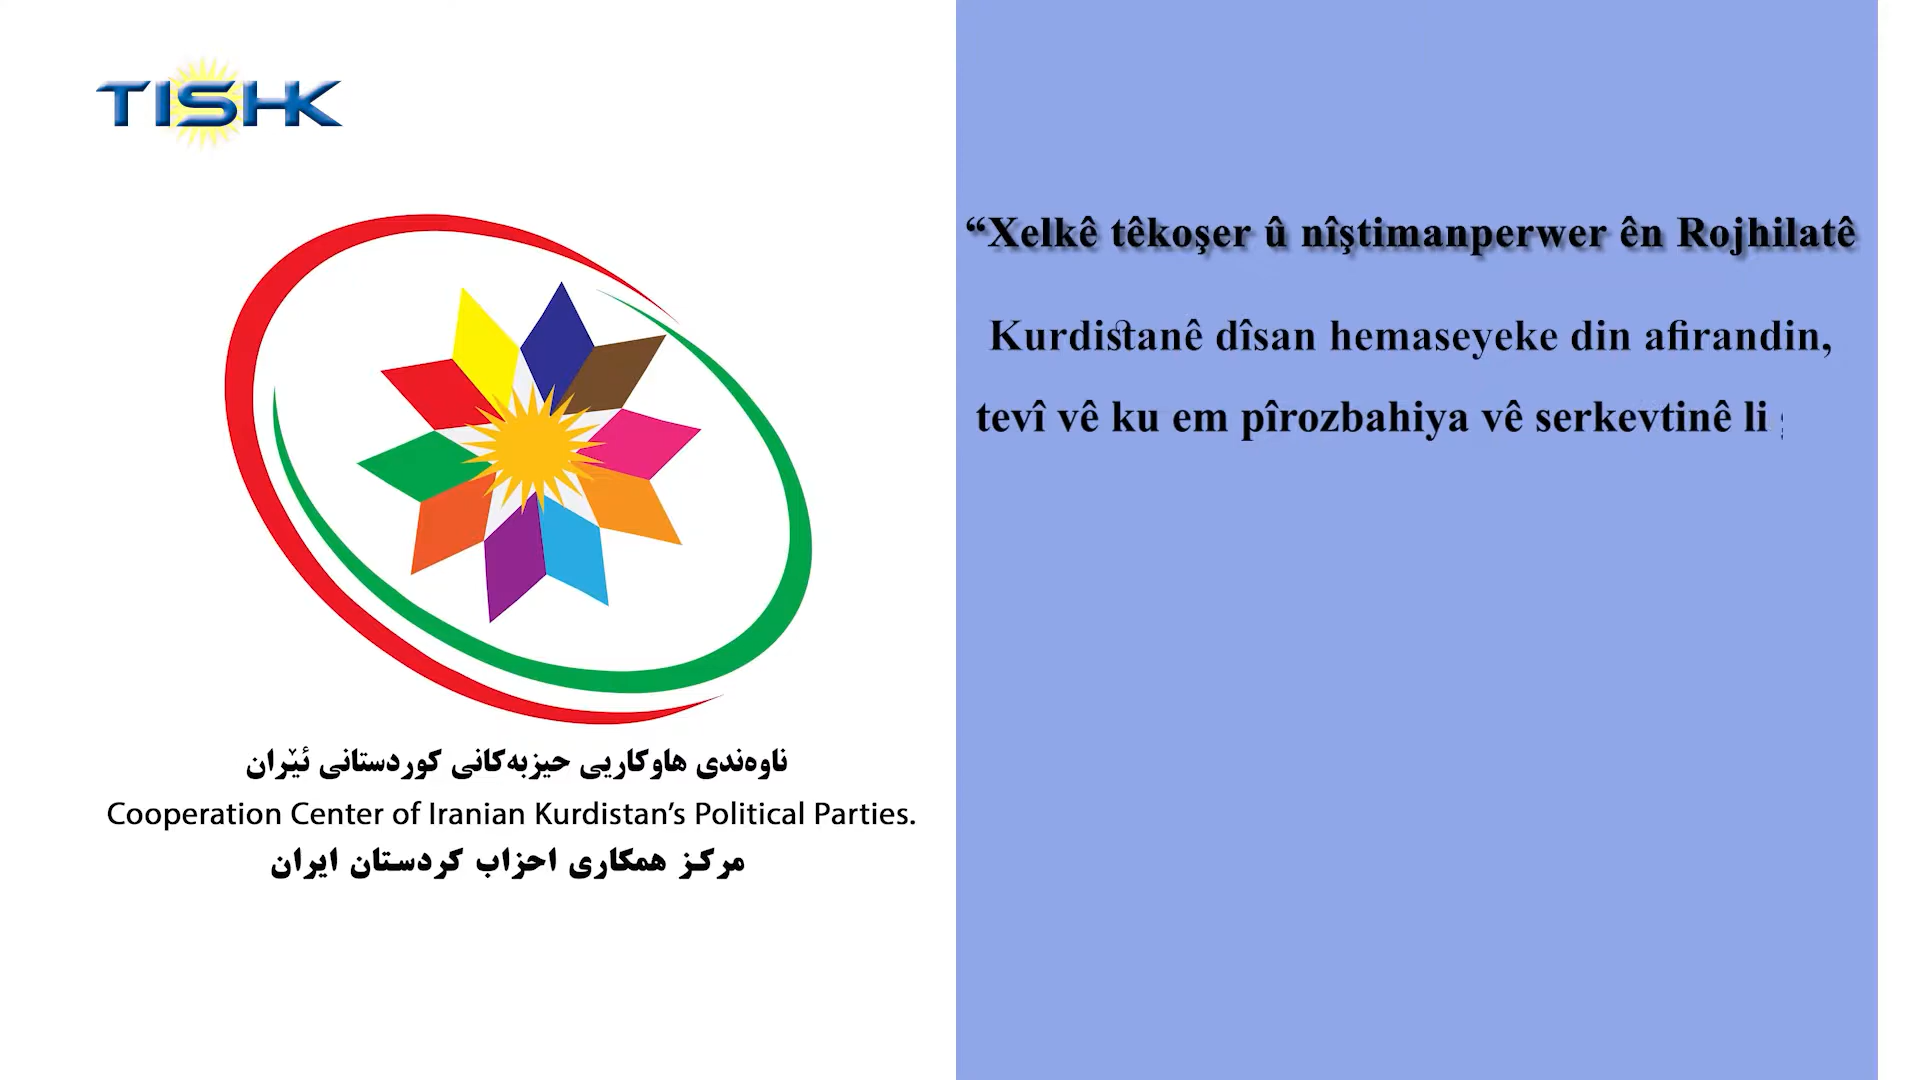 TISHK
ناوەندی هاوکاریی حیزبەکانی کوردستانی ئێران
Cooperation Center of Iranian Kurdistan’s Political Parties.
مرکز همکاری احزاب کردستان ایران
“Xelkê têkoşer û nîştimanperwer ên Rojhilatê
Kurdistanê dîsan hemaseyeke din afirandin,
tevî vê ku em pîrozbahiya vê serkevtinê li